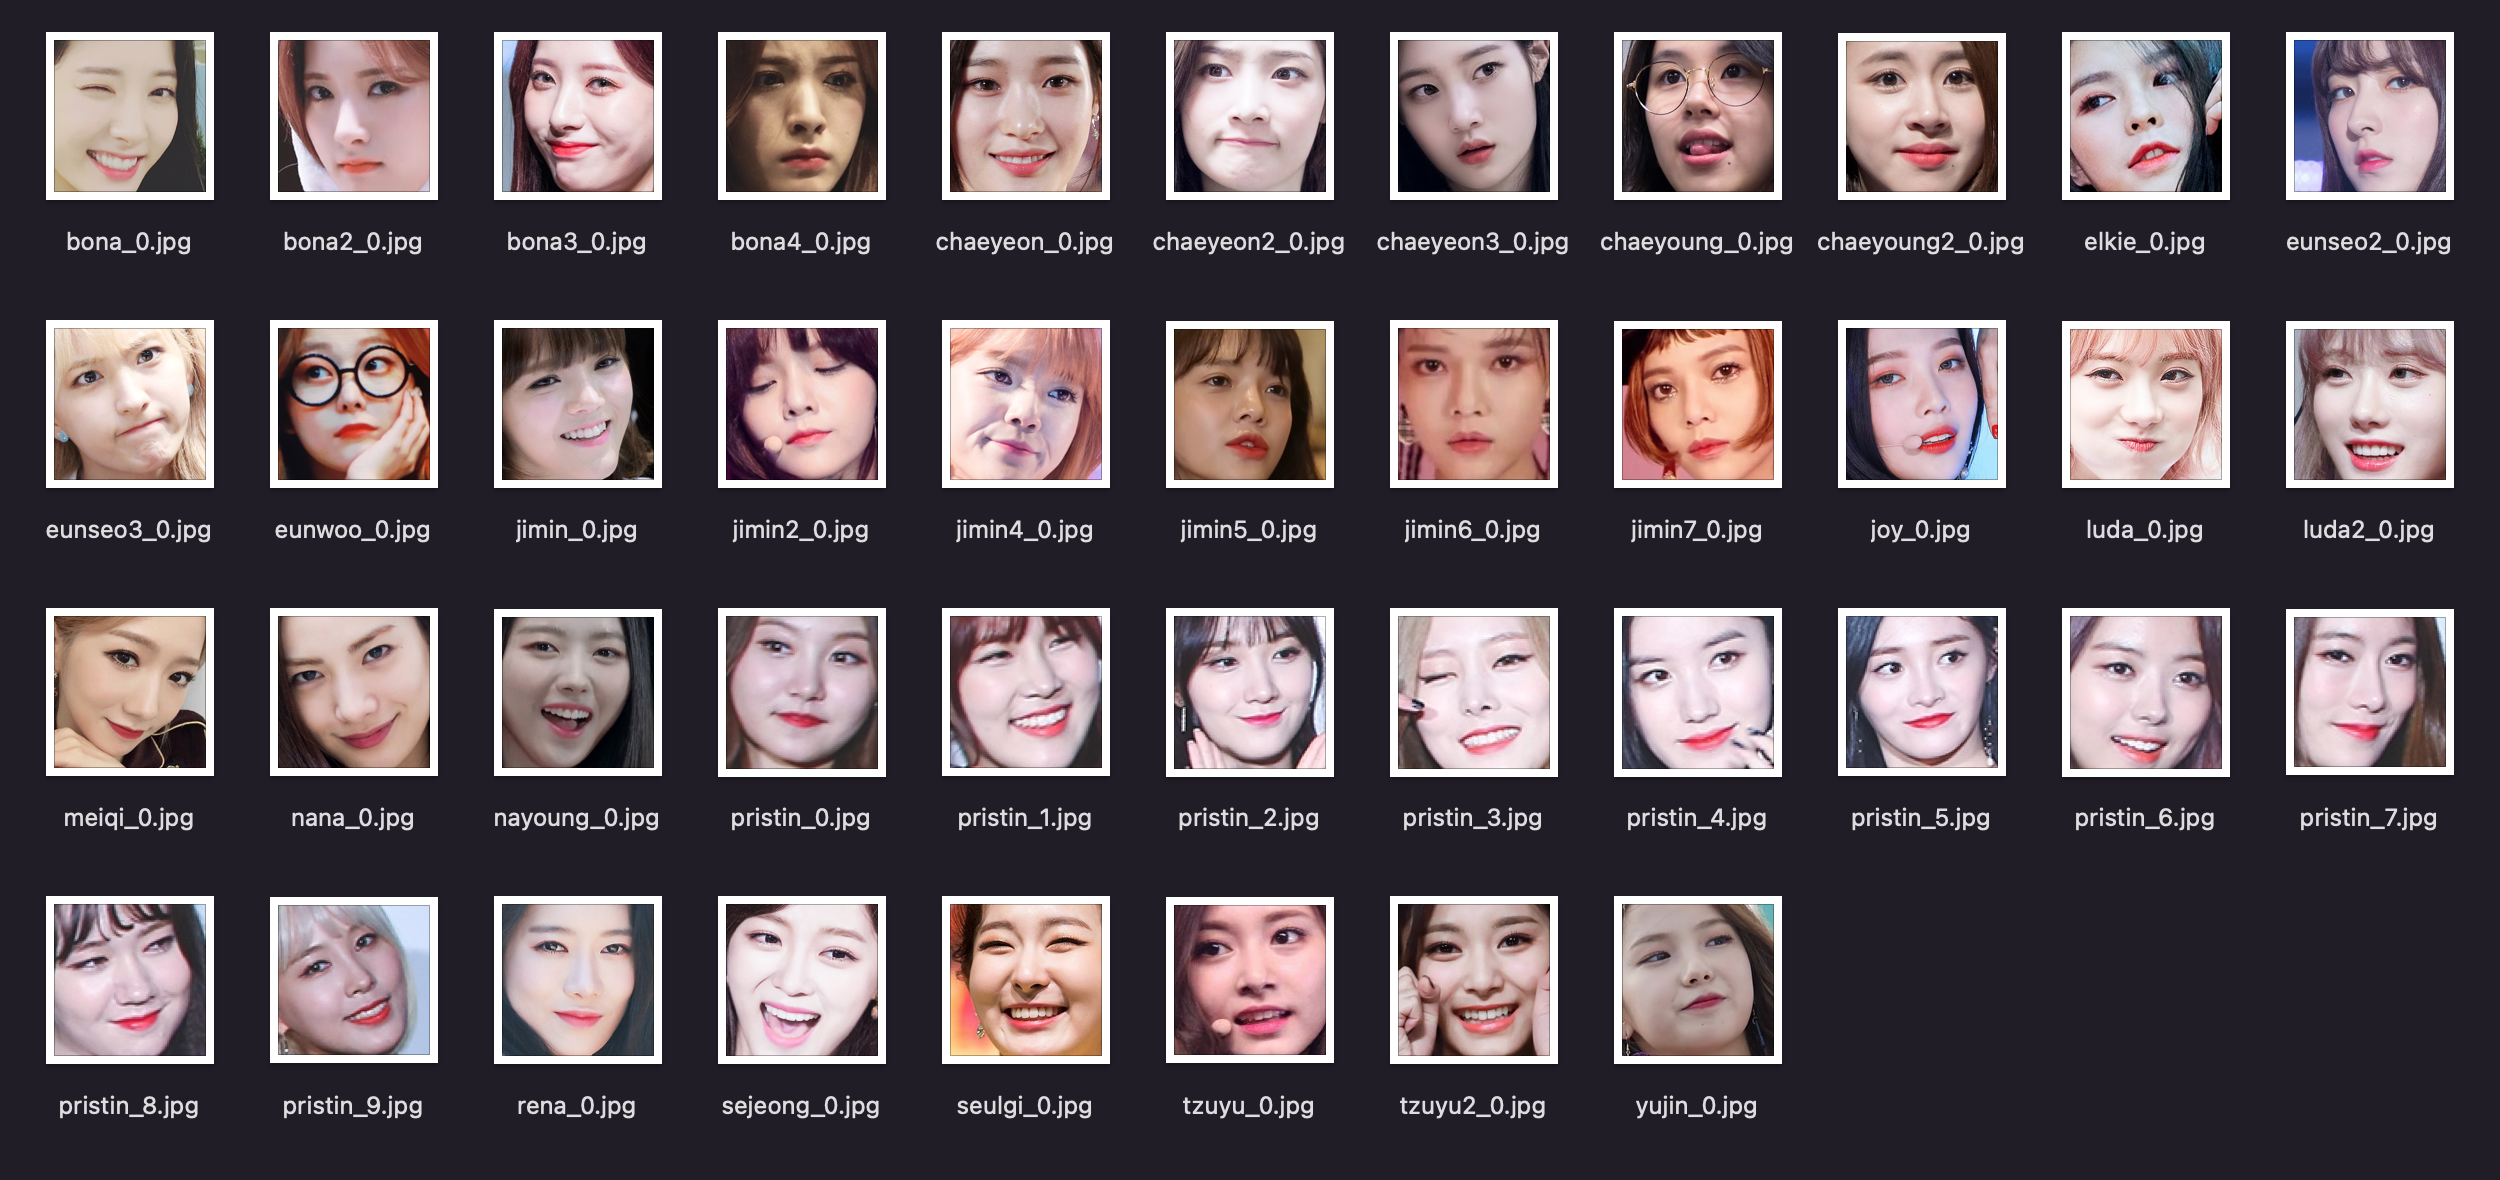 bona_0.jpg bona2_0.jpg bona3_0.jpg bona4_0.jpg chaeyeon_0.jpg chaeyeon2_0.jpg chaeyeon3_0.jpg chaeyoung_0.jpg chaeyoung2_0.jpg elkie_0.jpg eunseo2_0.jpg
eunseo3_0.jpg eunwoo_0.jpg jimin_0.jpg jimin2_0.jpg jimin4_0.jpg jimin5_0.jpg jimin6_0.jpg jimin7_0.jpg joy_0.jpg luda_0.jpg luda2_0.jpg
meiqi_0.jpg nana_0.jpg nayoung_0.jpg pristin_0.jpg pristin_1.jpg pristin_2.jpg pristin_3.jpg pristin_4.jpg pristin_5.jpg pristin_6.jpg pristin_7.jpg
pristin_8.jpg pristin_9.jpg rena_0.jpg sejeong_0.jpg seulgi_0.jpg tzuyu_0.jpg tzuyu2_0.jpg yujin_0.jpg